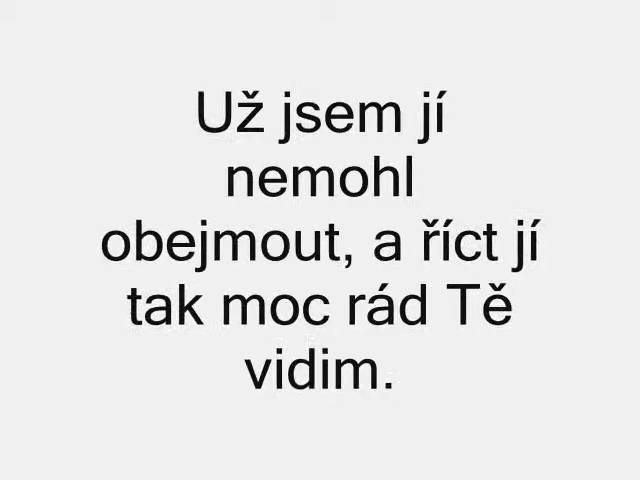 Už jsem jí
nemohl
obejmout, a říct jí
tak moc rád Tě
vidim.